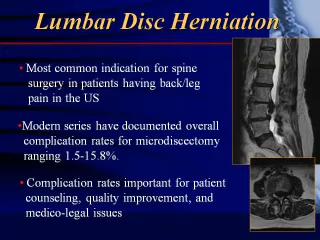 Lumbar Disc Herniation
• Most common indication for spine
surgery in patients having back/leg
pain in the US
•Modern series have documented overall
complication rates for microdiscectomy
ranging 1.5-15.8%.
• Complication rates important for patient
counseling, quality improvement, and
medico-legal issues